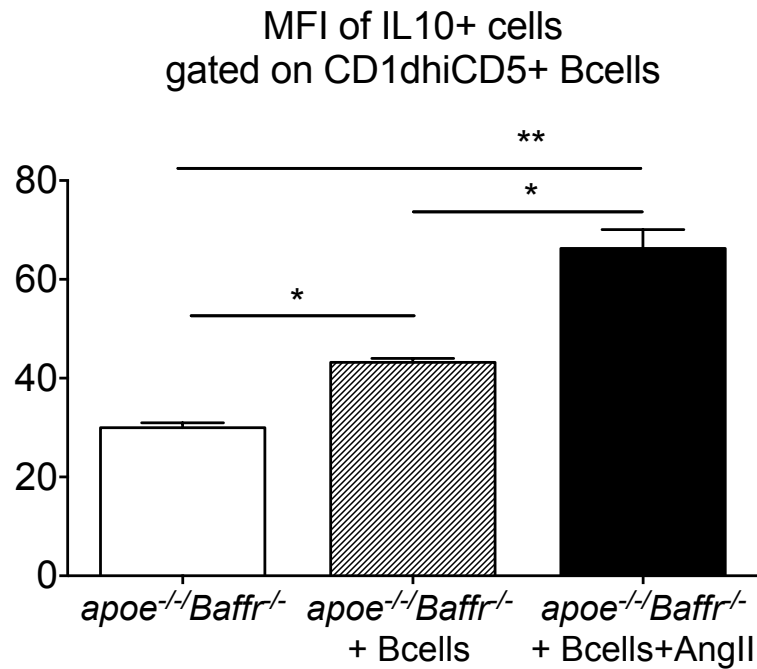 MFI of IL10+ cells
gated on CD1dhiCD5+ Bcells
**
80
*
60
*
40
20
0
apoe-/-/Baffr-/- apoe-/-/Baffr-/- apoe-/-/Baffr-/-
+ Bcells + Bcells+AngII